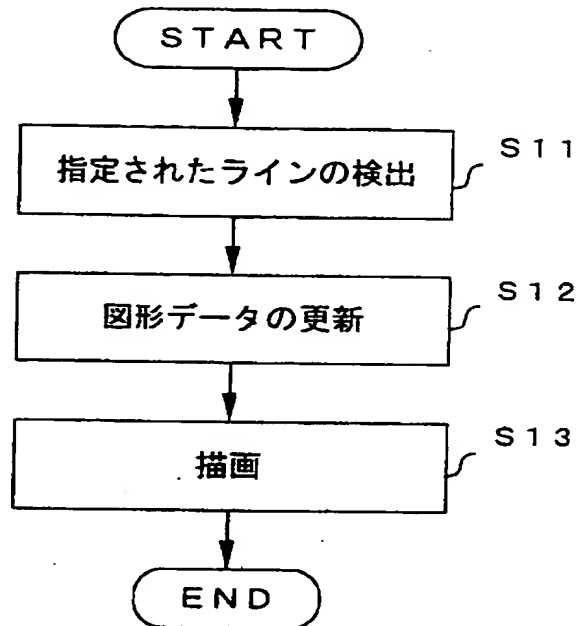 START
指定されたラインの検出
S11
図形データの更新
S12
描画
S13
END